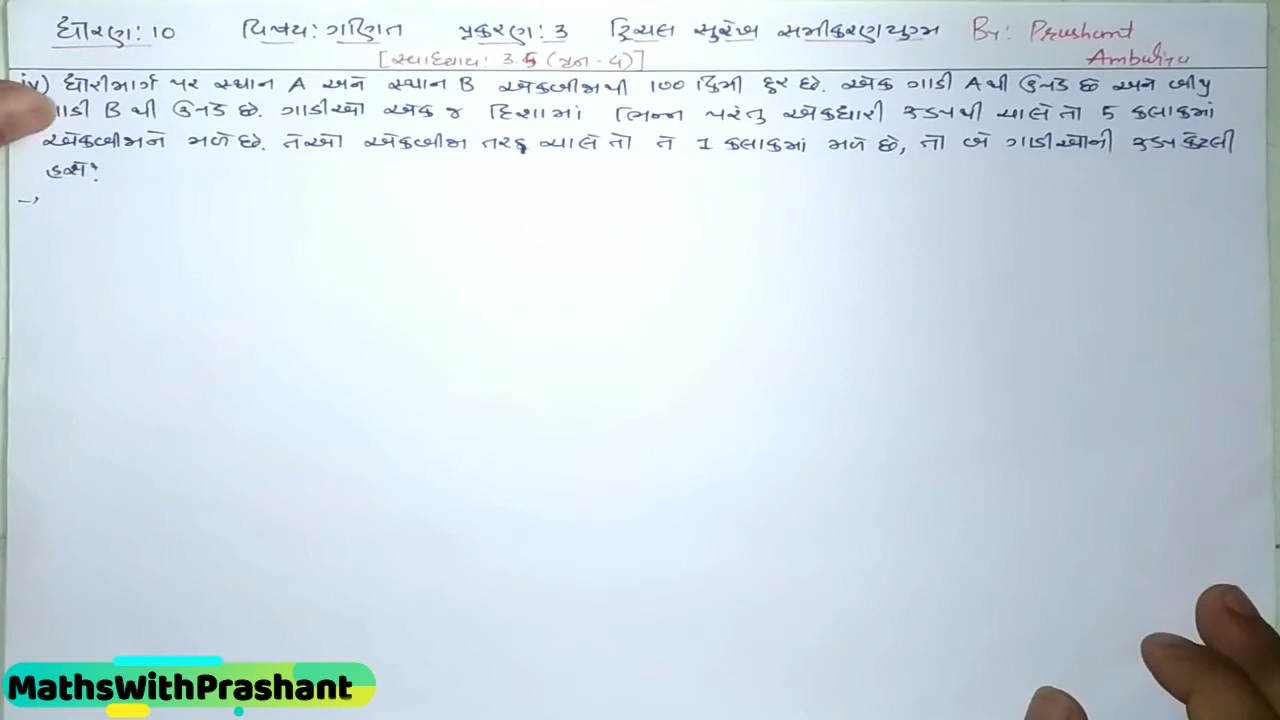 ધોરણ: 10 વિષય: ગણિત પ્રકરણ: 3 દ્વિચલ સુરેખ સમીકરણયુગ્મ By: Prashant Ambuliya
[સ્વાધ્યાય: 3.5 (પ્રશ્ન - 4)]
iv) ધોરીમાર્ગ પર સ્થાન A અને સ્થાન B એકબીજાથી 100 કિમી દુર છે. એક ગાડી A થી ઉપડે છે અને બીજી
ગાડી B થી ઉપડે છે. ગાડીઓ એક જ દિશામાં ભિન્ન પરંતુ એકધારી ઝડપથી ચાલે તો 5 કલાકમાં
એકબીજાને મળે છે. તેઓ એકબીજા તરફ ચાલે તો તે 1 કલાકમાં મળે છે, તો બે ગાડીઓની ઝડપ કેટલી
હશે?
→
MathsWithPrashant